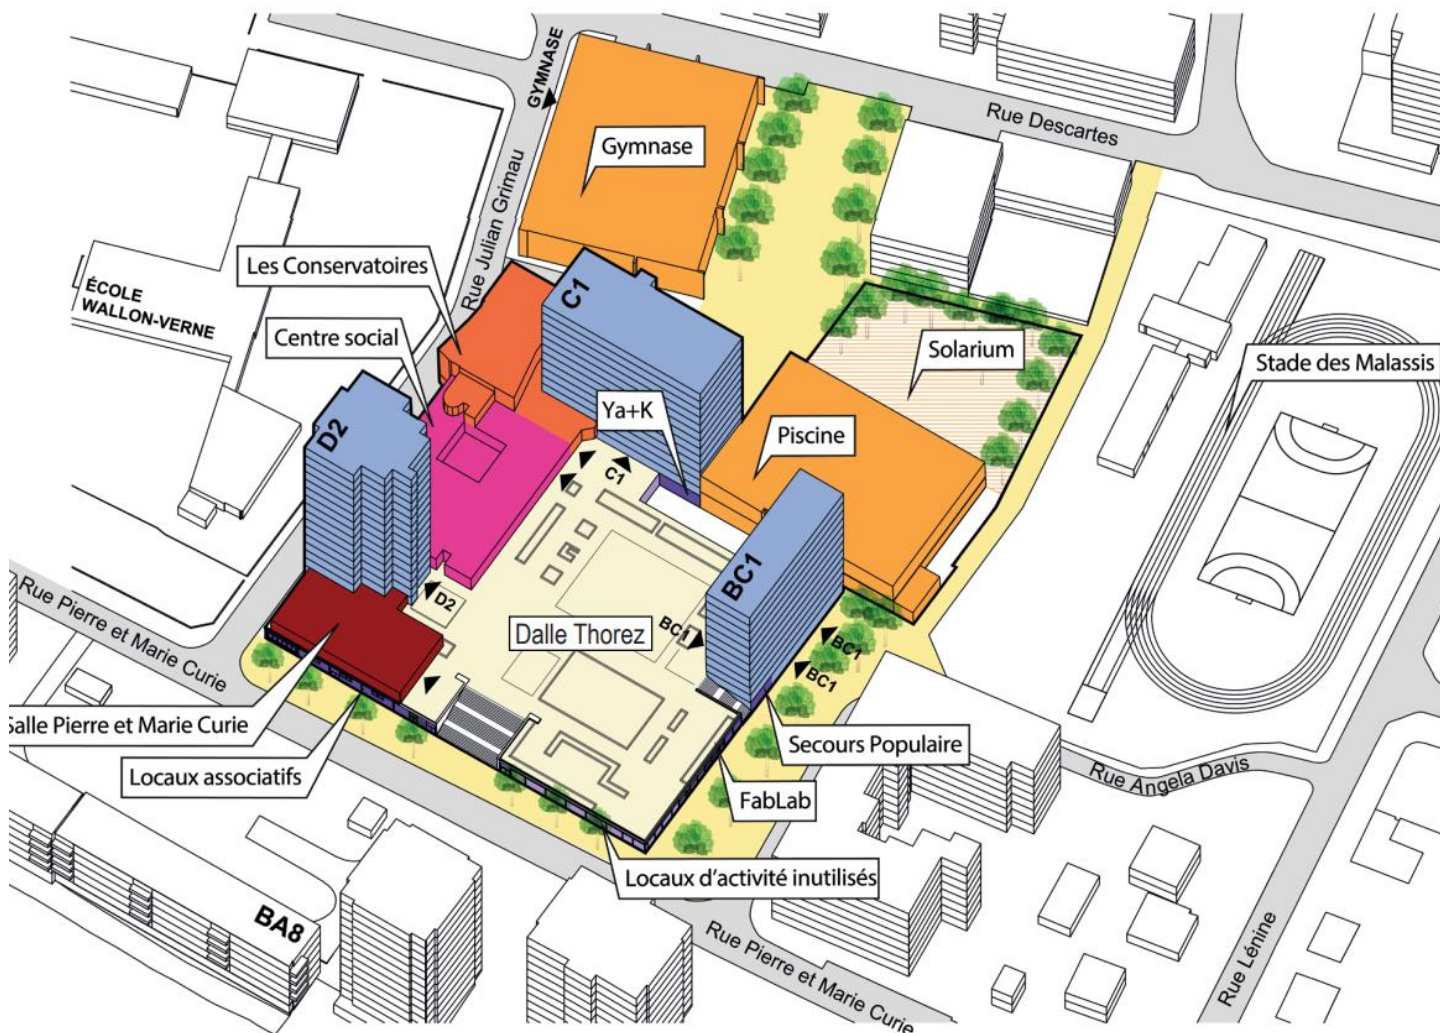 GYMNASE
Rue Descartes
Gymnase
Rue Julian Grimau
Les Conservatoires
C1
ÉCOLE
WALLON-VERNE
Centre social
Solarium
Stade des Malassis
Ya+K
D2
Piscine
C1
BC1
D2
Dalle Thorez
BC1
BC1
BC1
Rue Pierre et Marie Curie
Salle Pierre et Marie Curie
Secours Populaire
Locaux associatifs
Rue Angela Davis
FabLab
Locaux d'activité inutilisés
BA8
Rue Pierre et Marie Curie
Rue Lénine